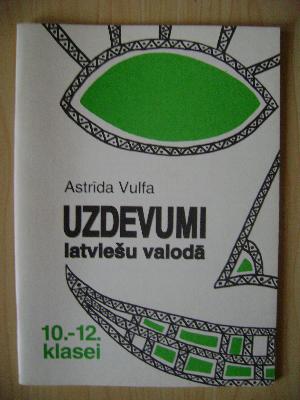 Astrīda Vulfa
UZDEVUMI
latviešu valodā
10.-12.
klasei